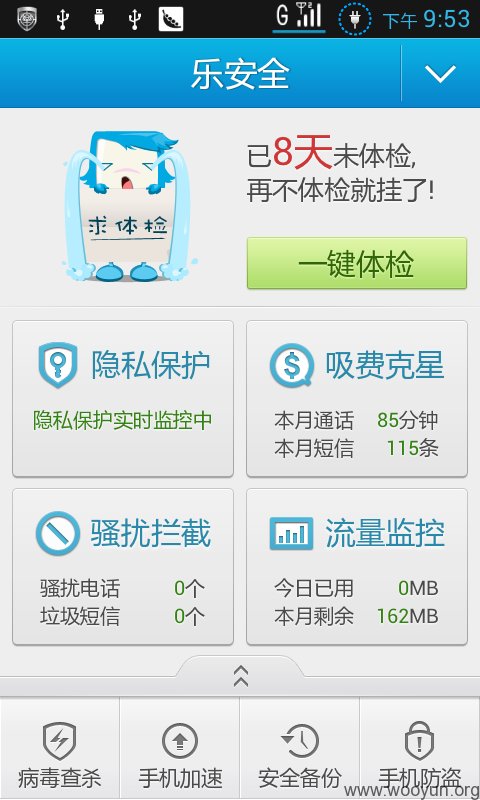 G 下午 9:53
乐安全
已8天未体检,
再不体检就挂了!
求体检
一键体检
隐私保护
隐私保护实时监控中
吸费克星
本月通话 85分钟
本月短信 115条
骚扰拦截
骚扰电话 0个
垃圾短信 0个
流量监控
今日已用 0MB
本月剩余 162MB
病毒查杀 手机加速 安全备份 手机防盗
www.wooyun.org